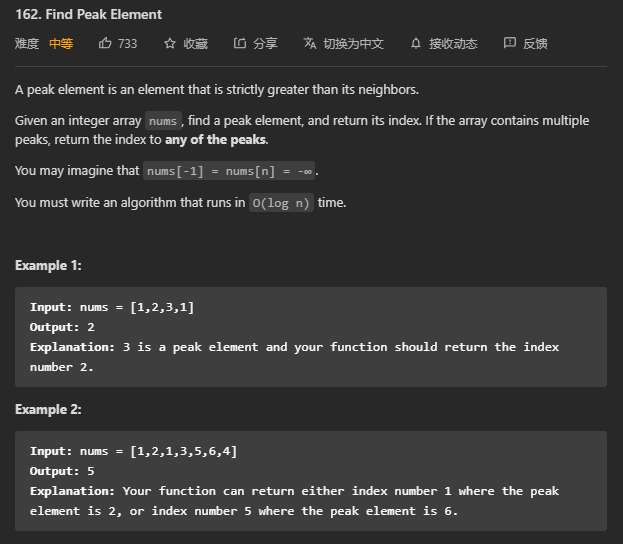 162. Find Peak Element
难度 中等 733 收藏 分享 切换为中文 接收动态 反馈
A peak element is an element that is strictly greater than its neighbors.
Given an integer array nums, find a peak element, and return its index. If the array contains multiple
peaks, return the index to any of the peaks.
You may imagine that nums[-1] = nums[n] = -∞.
You must write an algorithm that runs in O(log n) time.
Example 1:
Input: nums = [1,2,3,1]
Output: 2
Explanation: 3 is a peak element and your function should return the index
number 2.
Example 2:
Input: nums = [1,2,1,3,5,6,4]
Output: 5
Explanation: Your function can return either index number 1 where the peak
element is 2, or index number 5 where the peak element is 6.